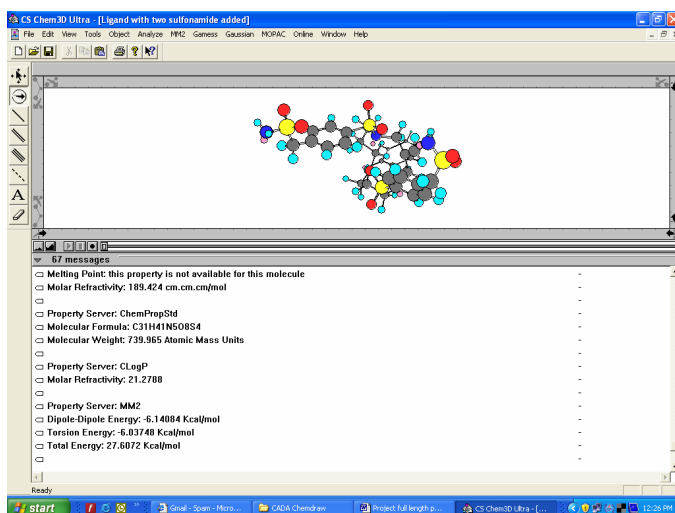 CS Chem3D Ultra - [Ligand with two sulfonamide added]
File Edit View Tools Object Analyze MM2 Gamess Gaussian MOPAC Online Window Help
A
67 messages
Melting Point: this property is not available for this molecule -
Molar Refractivity: 189.424 cm.cm.cm/mol -
-
Property Server: ChemPropStd -
Molecular Formula: C31H41N5O8S4 -
Molecular Weight: 739.965 Atomic Mass Units -
-
Property Server: CLogP -
Molar Refractivity: 21.2788 -
-
Property Server: MM2 -
Dipole-Dipole Energy: -6.14084 Kcal/mol -
Torsion Energy: -6.03748 Kcal/mol -
Total Energy: 27.6072 Kcal/mol -
-
Ready
start Gmail - Spam - Micro... CADA Chemdraw Project full length p... CS Chem3D Ultra - [... 12:26 PM